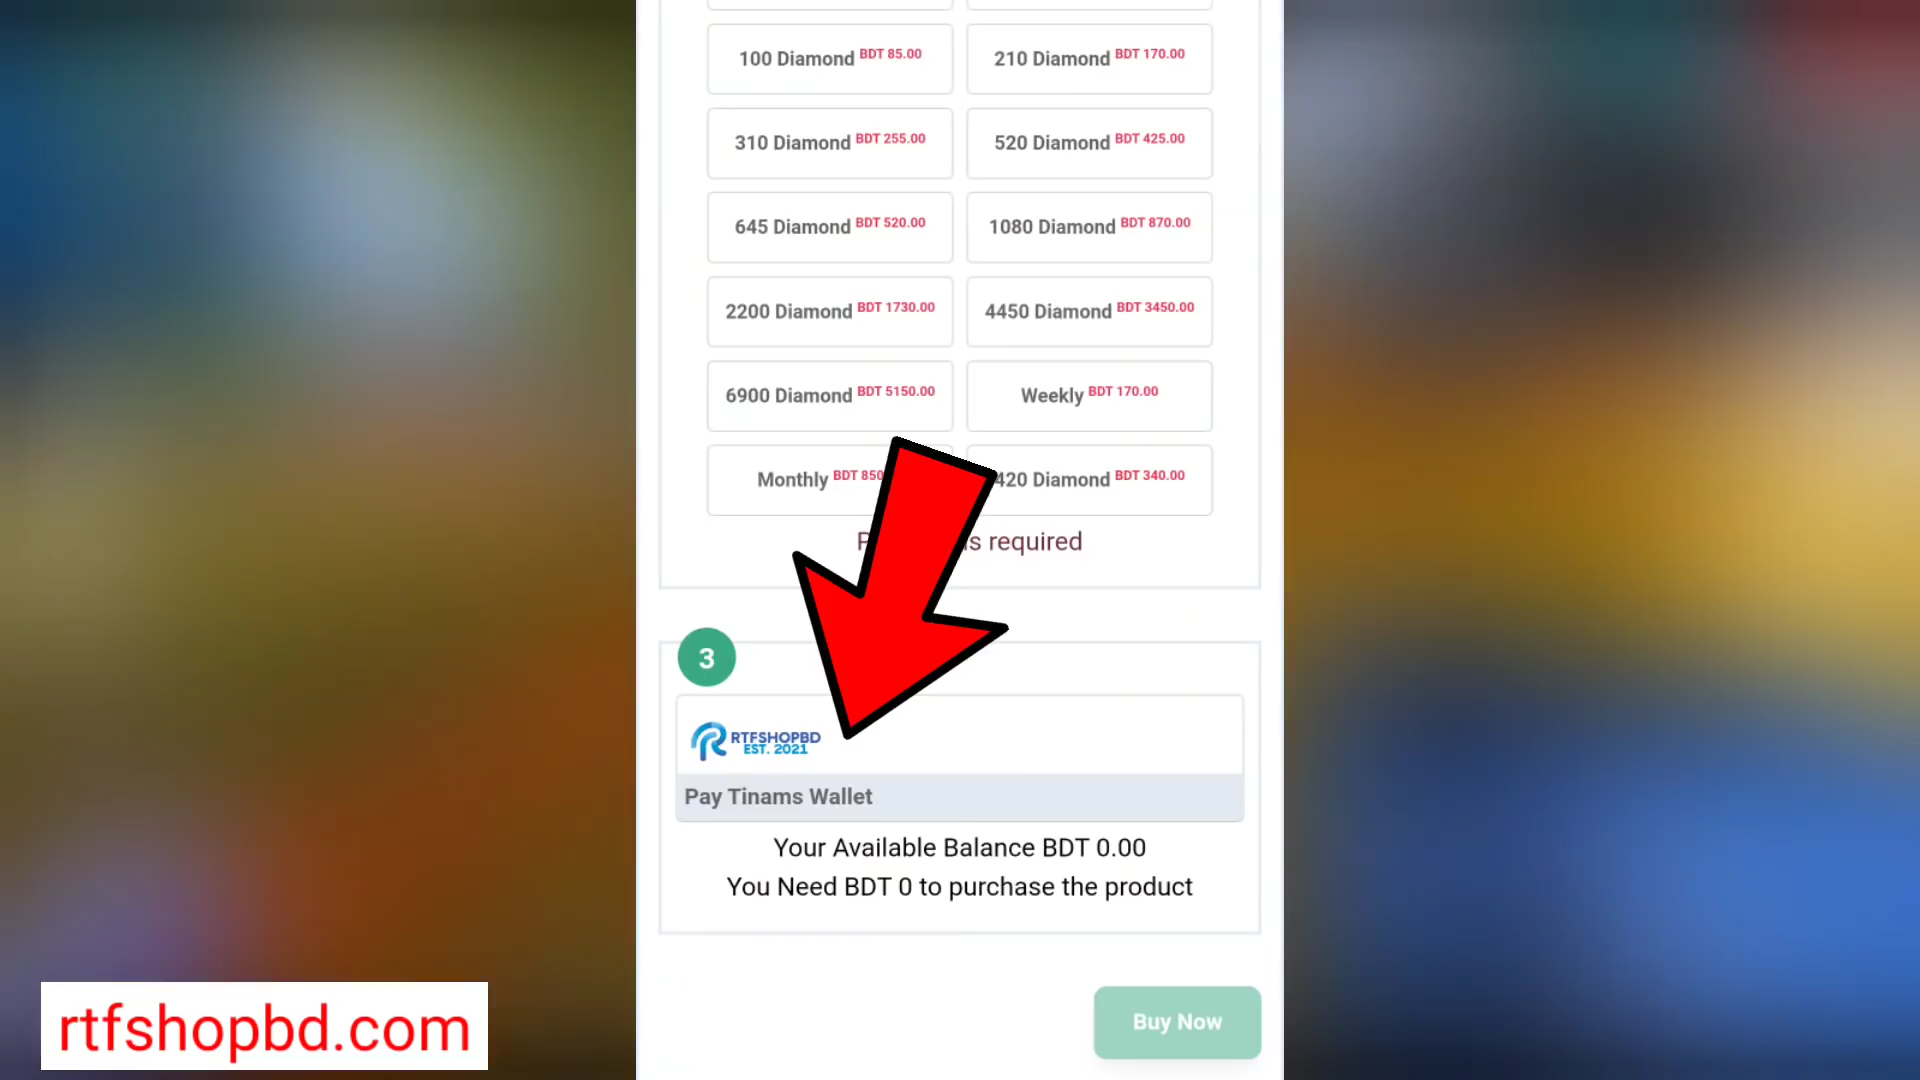 100 Diamond BDT 85.00
210 Diamond BDT 170.00
310 Diamond BDT 255.00
520 Diamond BDT 425.00
645 Diamond BDT 520.00
1080 Diamond BDT 870.00
2200 Diamond BDT 1730.00
4450 Diamond BDT 3450.00
6900 Diamond BDT 5150.00
Weekly BDT 170.00
Monthly BDT 850
420 Diamond BDT 340.00
is required
3
RTFSHOPBD
EST. 2021
Pay Tinams Wallet
Your Available Balance BDT 0.00
You Need BDT 0 to purchase the product
Buy Now
rtfshopbd.com